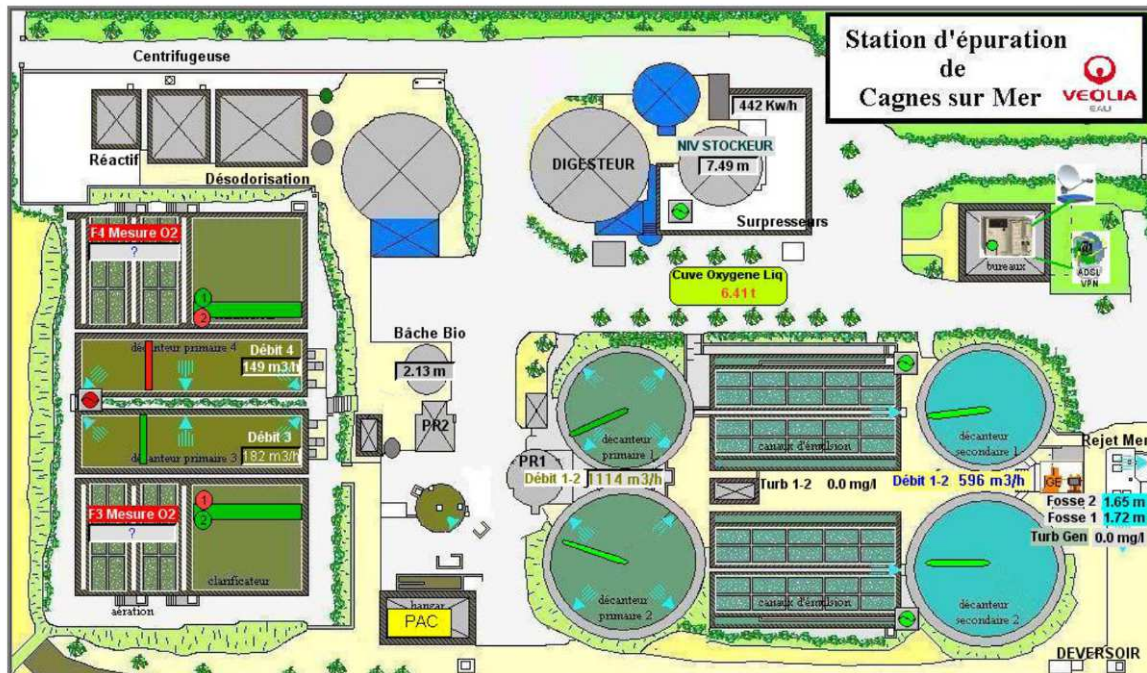 Station d'épuration
de
Cagnes sur Mer
VEOLIA
EAU
Centrifugeuse
Réactif
Désodorisation
442 Kw/h
DIGESTEUR
NIV STOCKEUR
7.49 m
Surpresseurs
bureaux
ADSL
VPN
F4 Mesure O2
?
1
2
Cuve Oxygene Liq
6.41 t
décanteur primaire 4
Débit 4
149 m3/h
Bâche Bio
2.13 m
PR2
Débit 3
182 m3/h
décanteur primaire 3
décanteur
primaire 1
canaux d'émulsion
décanteur
secondaire 1
Rejet Mer
PR1
Débit 1-2
1114 m3/h
Turb 1-2 0.0 mg/l
Débit 1-2 596 m3/h
GE
Fosse 2 1.65 m
Fosse 1 1.72 m
Turb Gen 0.0 mg/l
F3 Mesure O2
?
1
2
clarificateur
aération
hangar
PAC
décanteur
primaire 2
canaux d'émulsion
décanteur
secondaire 2
DEVERSOIR